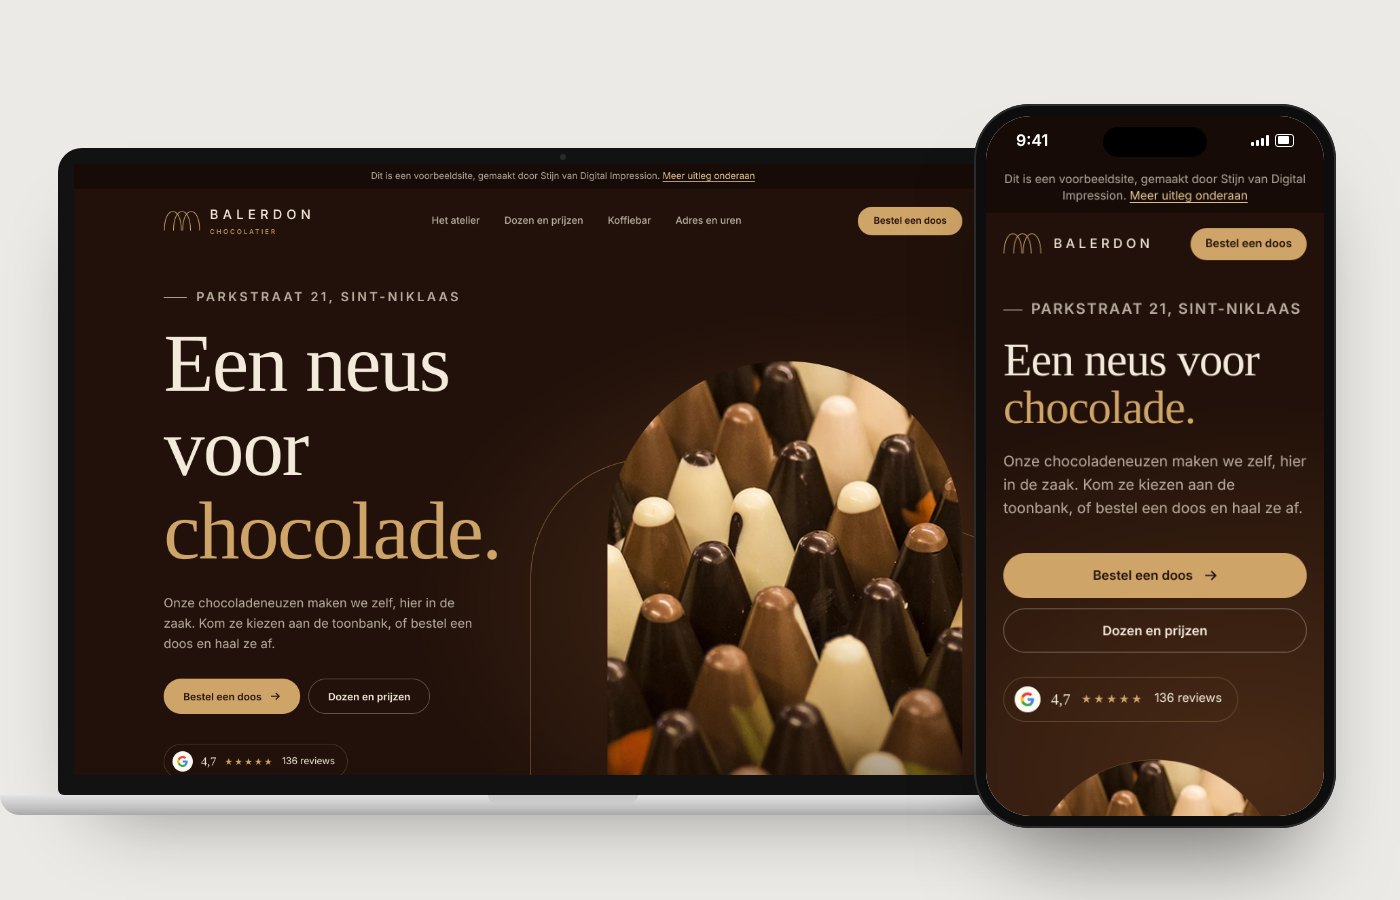 Dit is een voorbeeldsite, gemaakt door Stijn van Digital Impression. Meer uitleg onderaan
BALERDON
CHOCOLATIER
Het atelier
Dozen en prijzen
Koffiebar
Adres en uren
Bestel een doos
PARKSTRAAT 21, SINT-NIKLAAS
Een neus
voor
chocolade.
Onze chocoladeneuzen maken we zelf, hier in de
zaak. Kom ze kiezen aan de toonbank, of bestel een
doos en haal ze af.
Bestel een doos →
Dozen en prijzen
4,7 ★★★★★ 136 reviews
9:41
Dit is een voorbeeldsite, gemaakt door Stijn van Digital
Impression. Meer uitleg onderaan
BALERDON
Bestel een doos
PARKSTRAAT 21, SINT-NIKLAAS
Een neus voor
chocolade.
Onze chocoladeneuzen maken we zelf, hier
in de zaak. Kom ze kiezen aan de
toonbank, of bestel een doos en haal ze af.
Bestel een doos →
Dozen en prijzen
4,7 ★★★★★ 136 reviews